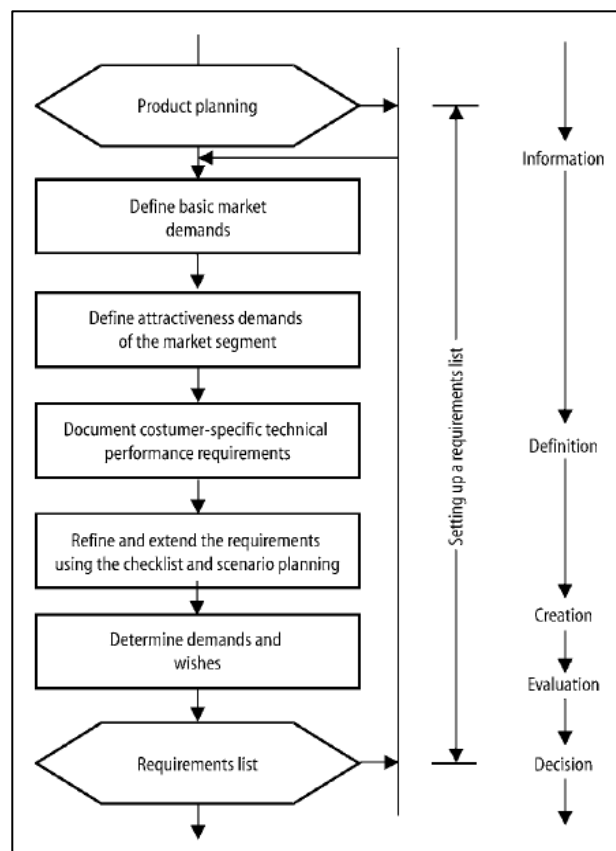 Product planning
Define basic market
demands
Define attractiveness demands
of the market segment
Document costumer-specific technical
performance requirements
Refine and extend the requirements
using the checklist and scenario planning
Determine demands and
wishes
Requirements list
Setting up a requirements list
Information
Definition
Creation
Evaluation
Decision